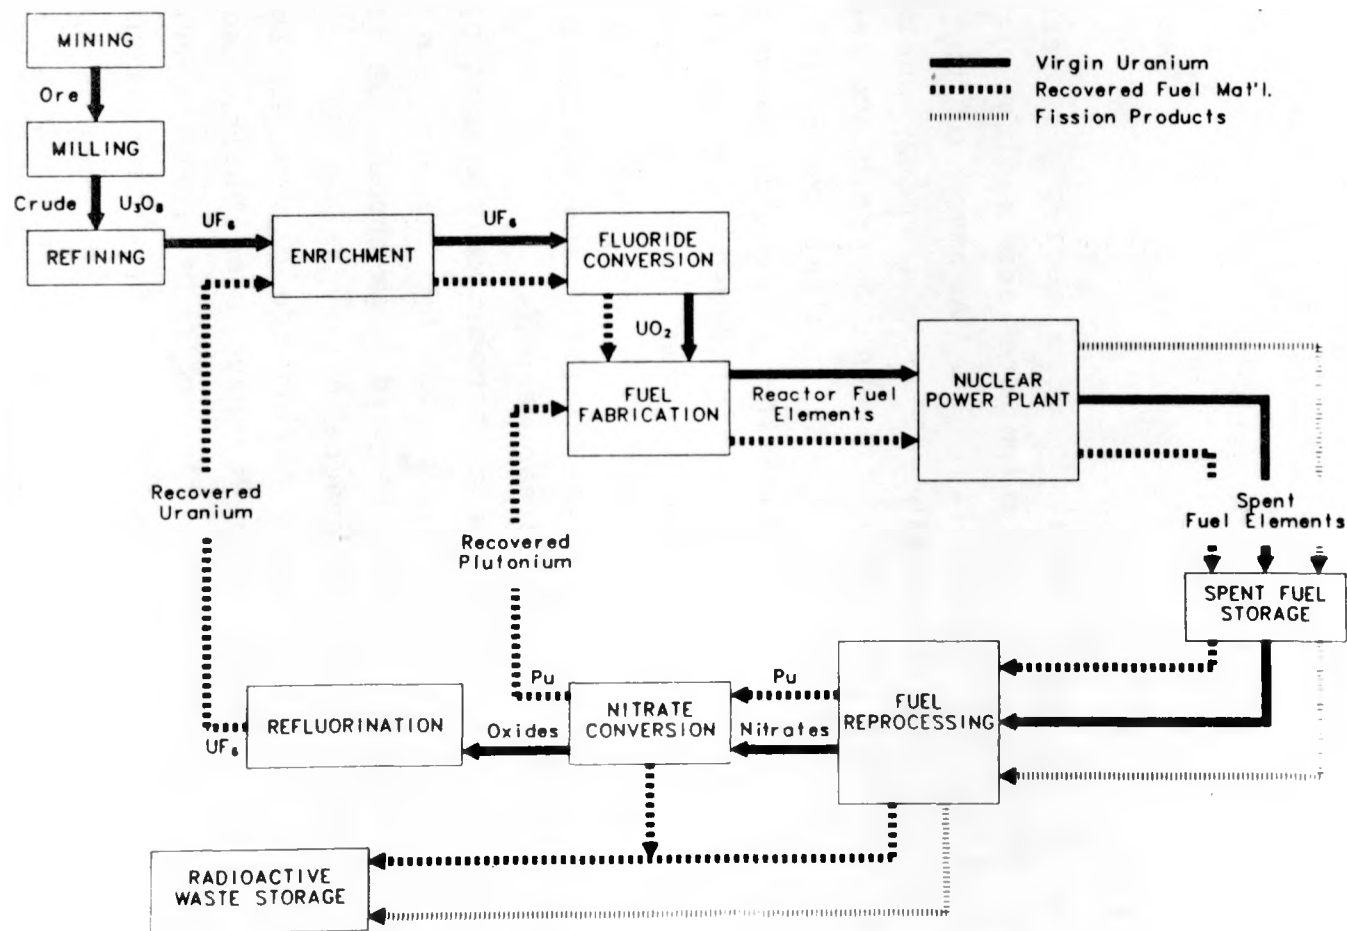 MINING
Virgin Uranium
Recovered Fuel Mat'l.
Fission Products
Ore
MILLING
Crude
U₃O₈
REFINING
UF₆
ENRICHMENT
UF₆
FLUORIDE
CONVERSION
UO₂
FUEL
FABRICATION
Reactor Fuel
Elements
NUCLEAR
POWER PLANT
Recovered
Uranium
Recovered
Plutonium
Spent
Fuel Elements
SPENT FUEL
STORAGE
FUEL
REPROCESSING
Pu
Nitrates
NITRATE
CONVERSION
Pu
Oxides
REFLUORINATION
UF₆
RADIOACTIVE
WASTE STORAGE